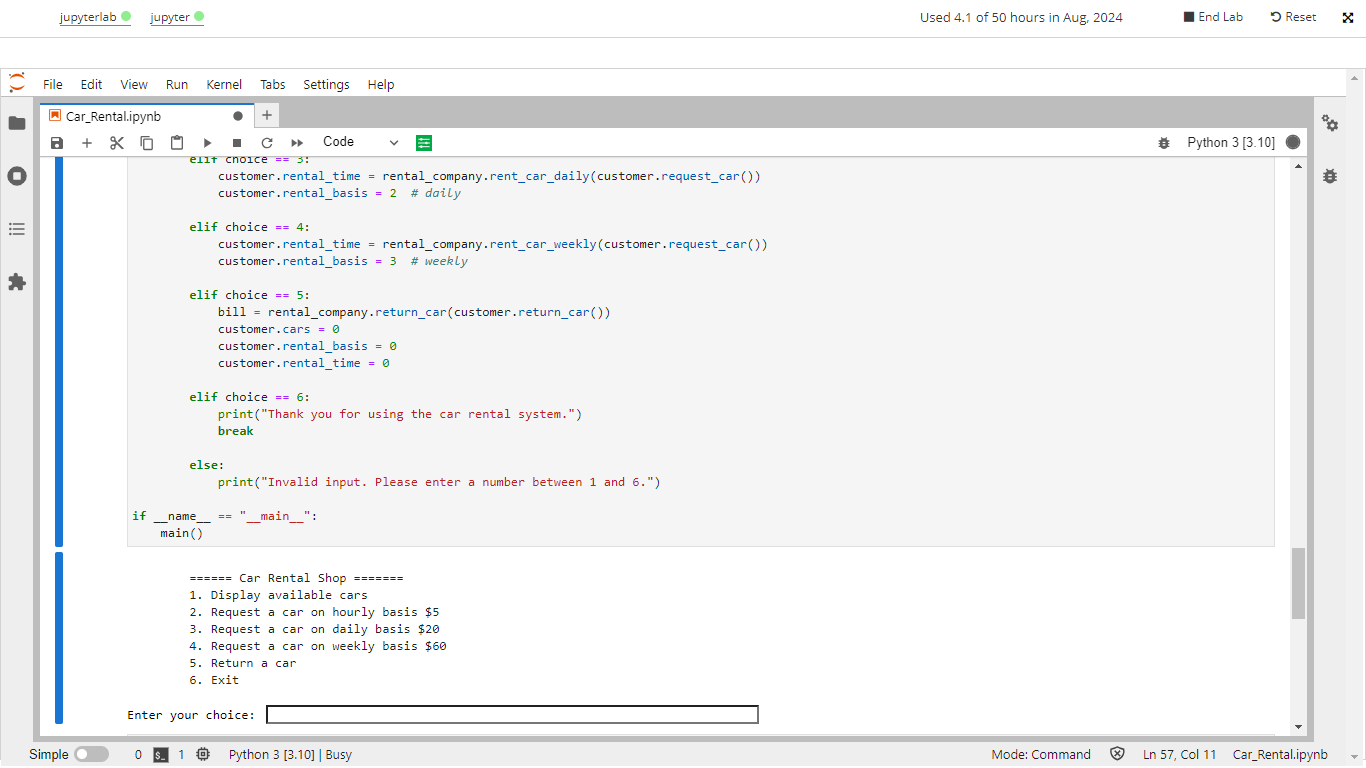 jupyterlab jupyter Used 4.1 of 50 hours in Aug, 2024 End Lab Reset
File Edit View Run Kernel Tabs Settings Help
Car_Rental.ipynb
Code Python 3 [3.10]
elif choice == 3:
customer.rental_time = rental_company.rent_car_daily(customer.request_car())
customer.rental_basis = 2 # daily
elif choice == 4:
customer.rental_time = rental_company.rent_car_weekly(customer.request_car())
customer.rental_basis = 3 # weekly
elif choice == 5:
bill = rental_company.return_car(customer.return_car())
customer.cars = 0
customer.rental_basis = 0
customer.rental_time = 0
elif choice == 6:
print("Thank you for using the car rental system.")
break
else:
print("Invalid input. Please enter a number between 1 and 6.")
if __name__ == "__main__":
main()
====== Car Rental Shop =======
1. Display available cars
2. Request a car on hourly basis $5
3. Request a car on daily basis $20
4. Request a car on weekly basis $60
5. Return a car
6. Exit
Enter your choice:
Simple 0 $_ 1 Python 3 [3.10] | Busy Mode: Command Ln 57, Col 11 Car_Rental.ipynb